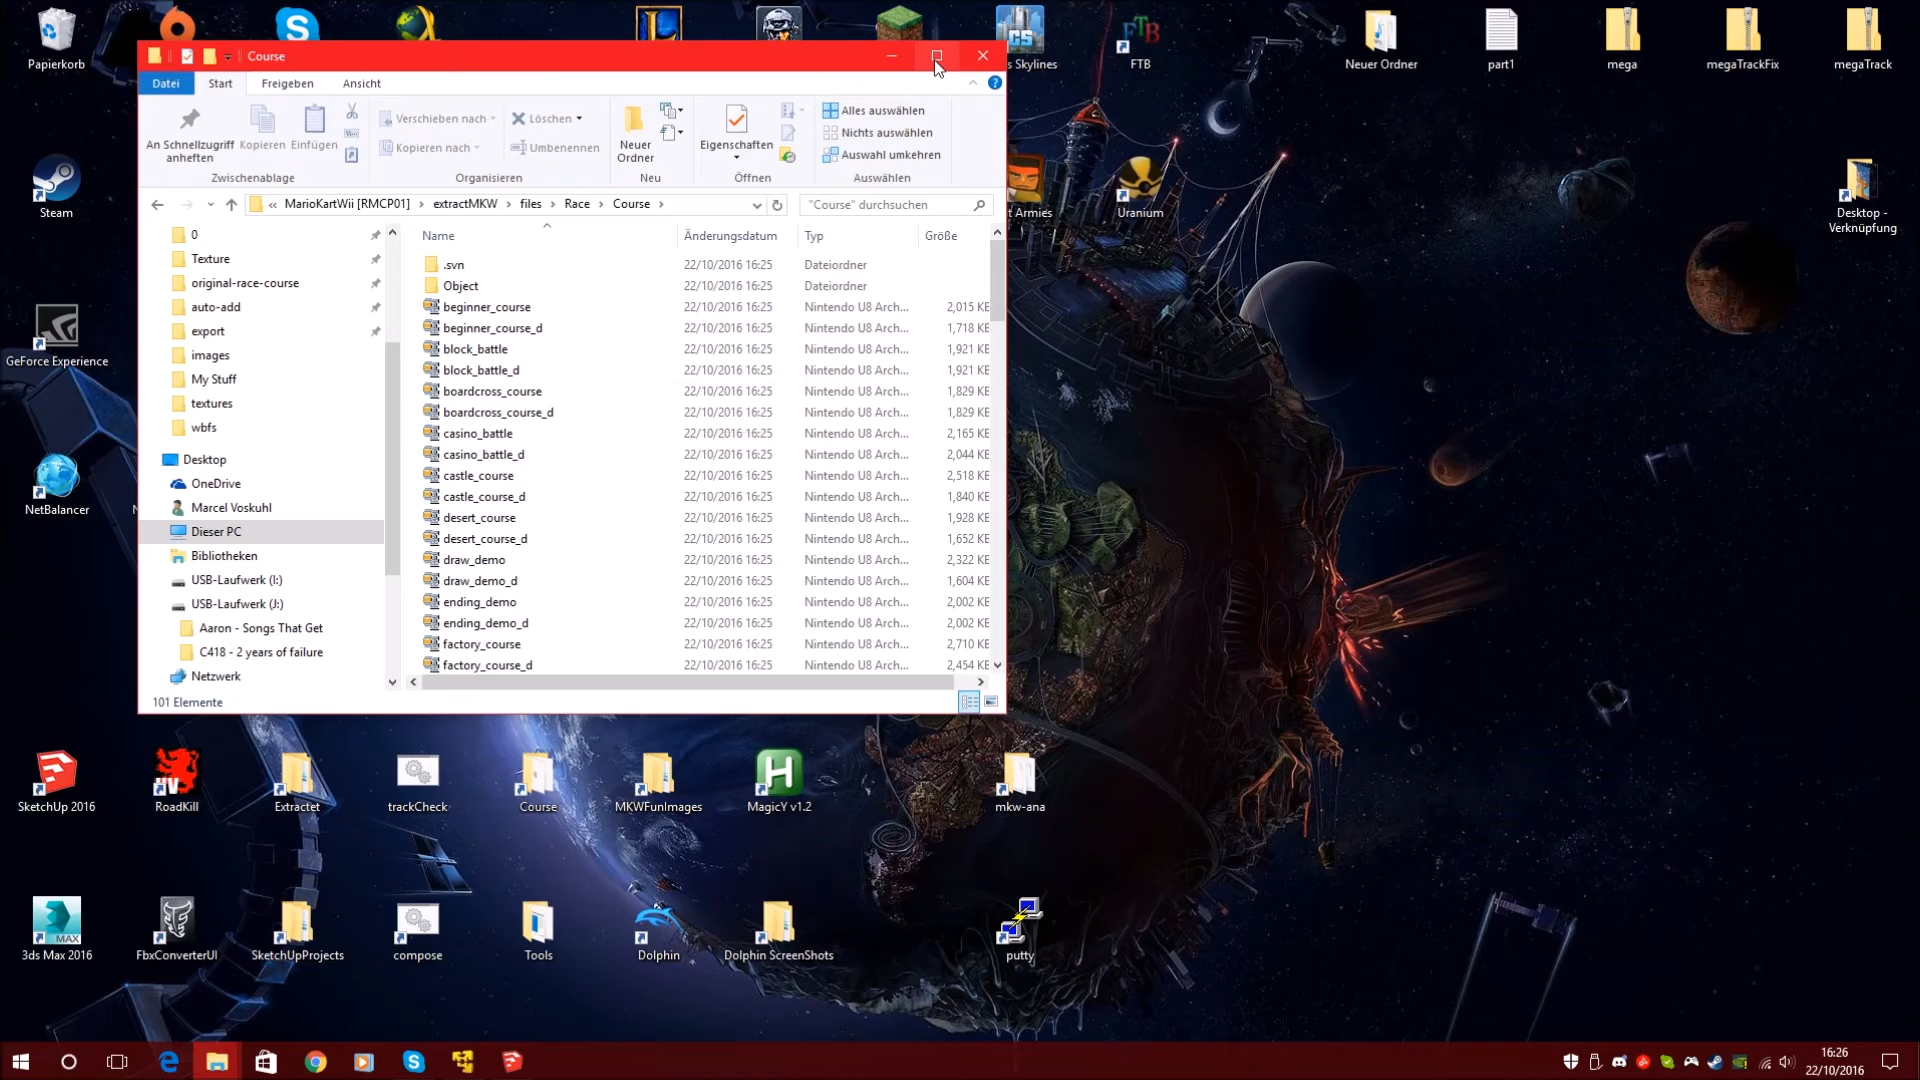 Papierkorb
s Skylines
FTB
Neuer Ordner
part1
mega
megaTrackFix
megaTrack
Course
Datei Start Freigeben Ansicht
An Schnellzugriff anheften
Kopieren
Einfügen
Verschieben nach
Kopieren nach
Löschen
Umbenennen
Neuer Ordner
Eigenschaften
Alles auswählen
Nichts auswählen
Auswahl umkehren
Zwischenablage Organisieren Neu Öffnen Auswählen
« MarioKartWii [RMCP01] › extractMKW › files › Race › Course ›
"Course" durchsuchen
0
Texture
original-race-course
auto-add
export
images
My Stuff
textures
wbfs
Desktop
OneDrive
Marcel Voskuhl
Dieser PC
Bibliotheken
USB-Laufwerk (I:)
USB-Laufwerk (J:)
Aaron - Songs That Get
C418 - 2 years of failure
Netzwerk
Name Änderungsdatum Typ Größe
.svn 22/10/2016 16:25 Dateiordner
Object 22/10/2016 16:25 Dateiordner
beginner_course 22/10/2016 16:25 Nintendo U8 Arch... 2,015 KB
beginner_course_d 22/10/2016 16:25 Nintendo U8 Arch... 1,718 KB
block_battle 22/10/2016 16:25 Nintendo U8 Arch... 1,921 KB
block_battle_d 22/10/2016 16:25 Nintendo U8 Arch... 1,921 KB
boardcross_course 22/10/2016 16:25 Nintendo U8 Arch... 1,829 KB
boardcross_course_d 22/10/2016 16:25 Nintendo U8 Arch... 1,829 KB
casino_battle 22/10/2016 16:25 Nintendo U8 Arch... 2,165 KB
casino_battle_d 22/10/2016 16:25 Nintendo U8 Arch... 2,044 KB
castle_course 22/10/2016 16:25 Nintendo U8 Arch... 2,518 KB
castle_course_d 22/10/2016 16:25 Nintendo U8 Arch... 1,840 KB
desert_course 22/10/2016 16:25 Nintendo U8 Arch... 1,928 KB
desert_course_d 22/10/2016 16:25 Nintendo U8 Arch... 1,652 KB
draw_demo 22/10/2016 16:25 Nintendo U8 Arch... 2,322 KB
draw_demo_d 22/10/2016 16:25 Nintendo U8 Arch... 1,604 KB
ending_demo 22/10/2016 16:25 Nintendo U8 Arch... 2,002 KB
ending_demo_d 22/10/2016 16:25 Nintendo U8 Arch... 2,002 KB
factory_course 22/10/2016 16:25 Nintendo U8 Arch... 2,710 KB
factory_course_d 22/10/2016 16:25 Nintendo U8 Arch... 2,454 KB
101 Elemente
Steam
t Armies
Uranium
Desktop -
Verknüpfung
GeForce Experience
NetBalancer
SketchUp 2016
RoadKill
Extractet
trackCheck
Course
MKWFunImages
MagicY v1.2
mkw-ana
3ds Max 2016
FbxConverterUI
SketchUpProjects
compose
Tools
Dolphin
Dolphin ScreenShots
putty
16:26
22/10/2016